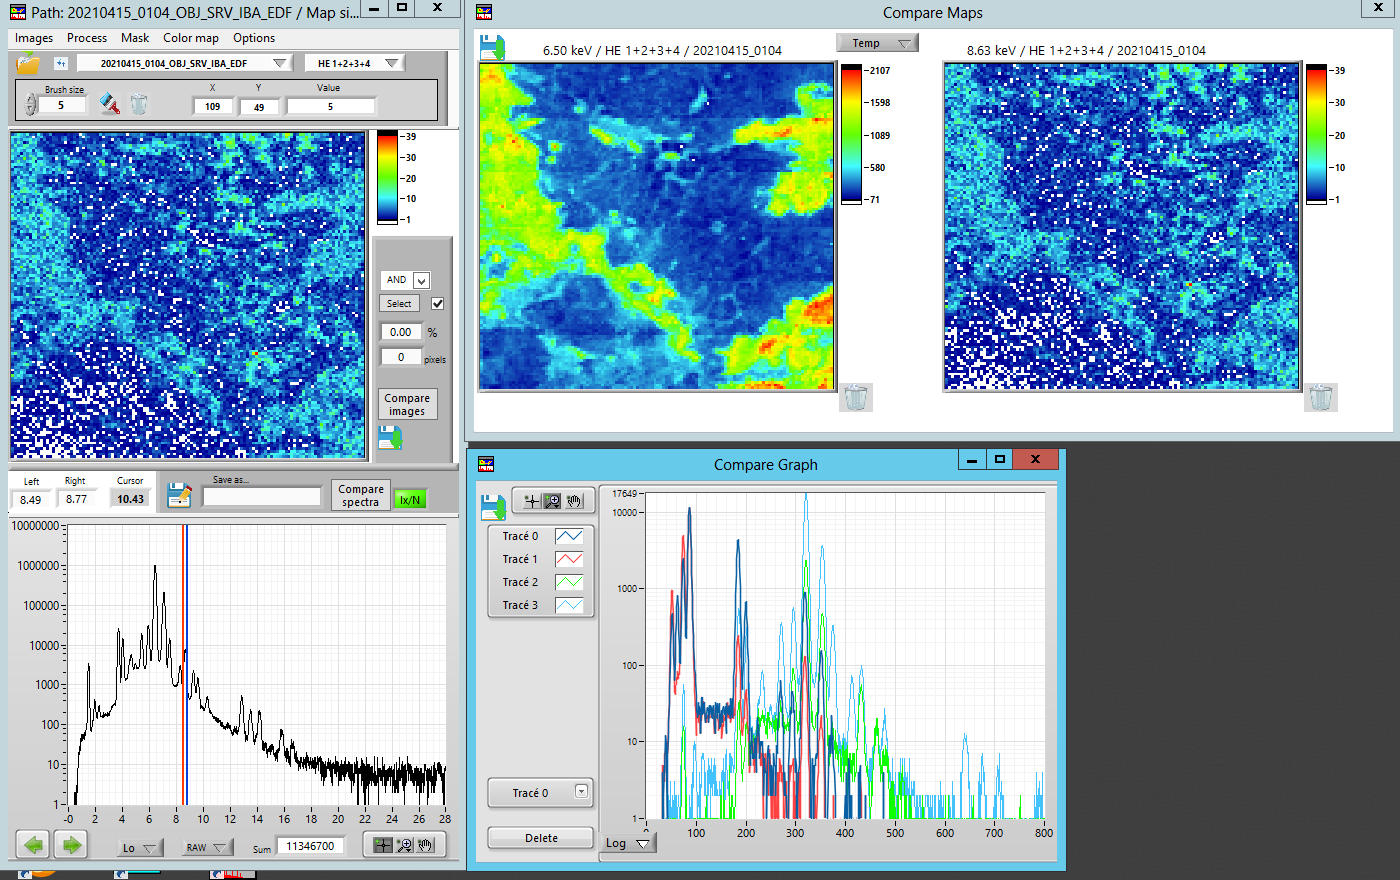 Path: 20210415_0104_OBJ_SRV_IBA_EDF / Map si...
Images Process Mask Color map Options
20210415_0104_OBJ_SRV_IBA_EDF HE 1+2+3+4
Brush size X Y Value
5 109 49 5
39
30
20
10
1
AND
Select
0.00 %
0 pixels
Compare
images
Left Right Cursor
8.49 8.77 10.43
Save as...
Compare
spectra
Ix/N
10000000
1000000
100000
10000
1000
100
10
1
-0 2 4 6 8 10 12 14 16 18 20 22 24 26 28
Lo RAW Sum 11346700
Compare Maps
6.50 keV / HE 1+2+3+4 / 20210415_0104
Temp
8.63 keV / HE 1+2+3+4 / 20210415_0104
2107
1598
1089
580
71
39
30
20
10
1
Compare Graph
Tracé 0
Tracé 1
Tracé 2
Tracé 3
Tracé 0
Delete
17649
10000
1000
100
10
1
0 100 200 300 400 500 600 700 800
Log